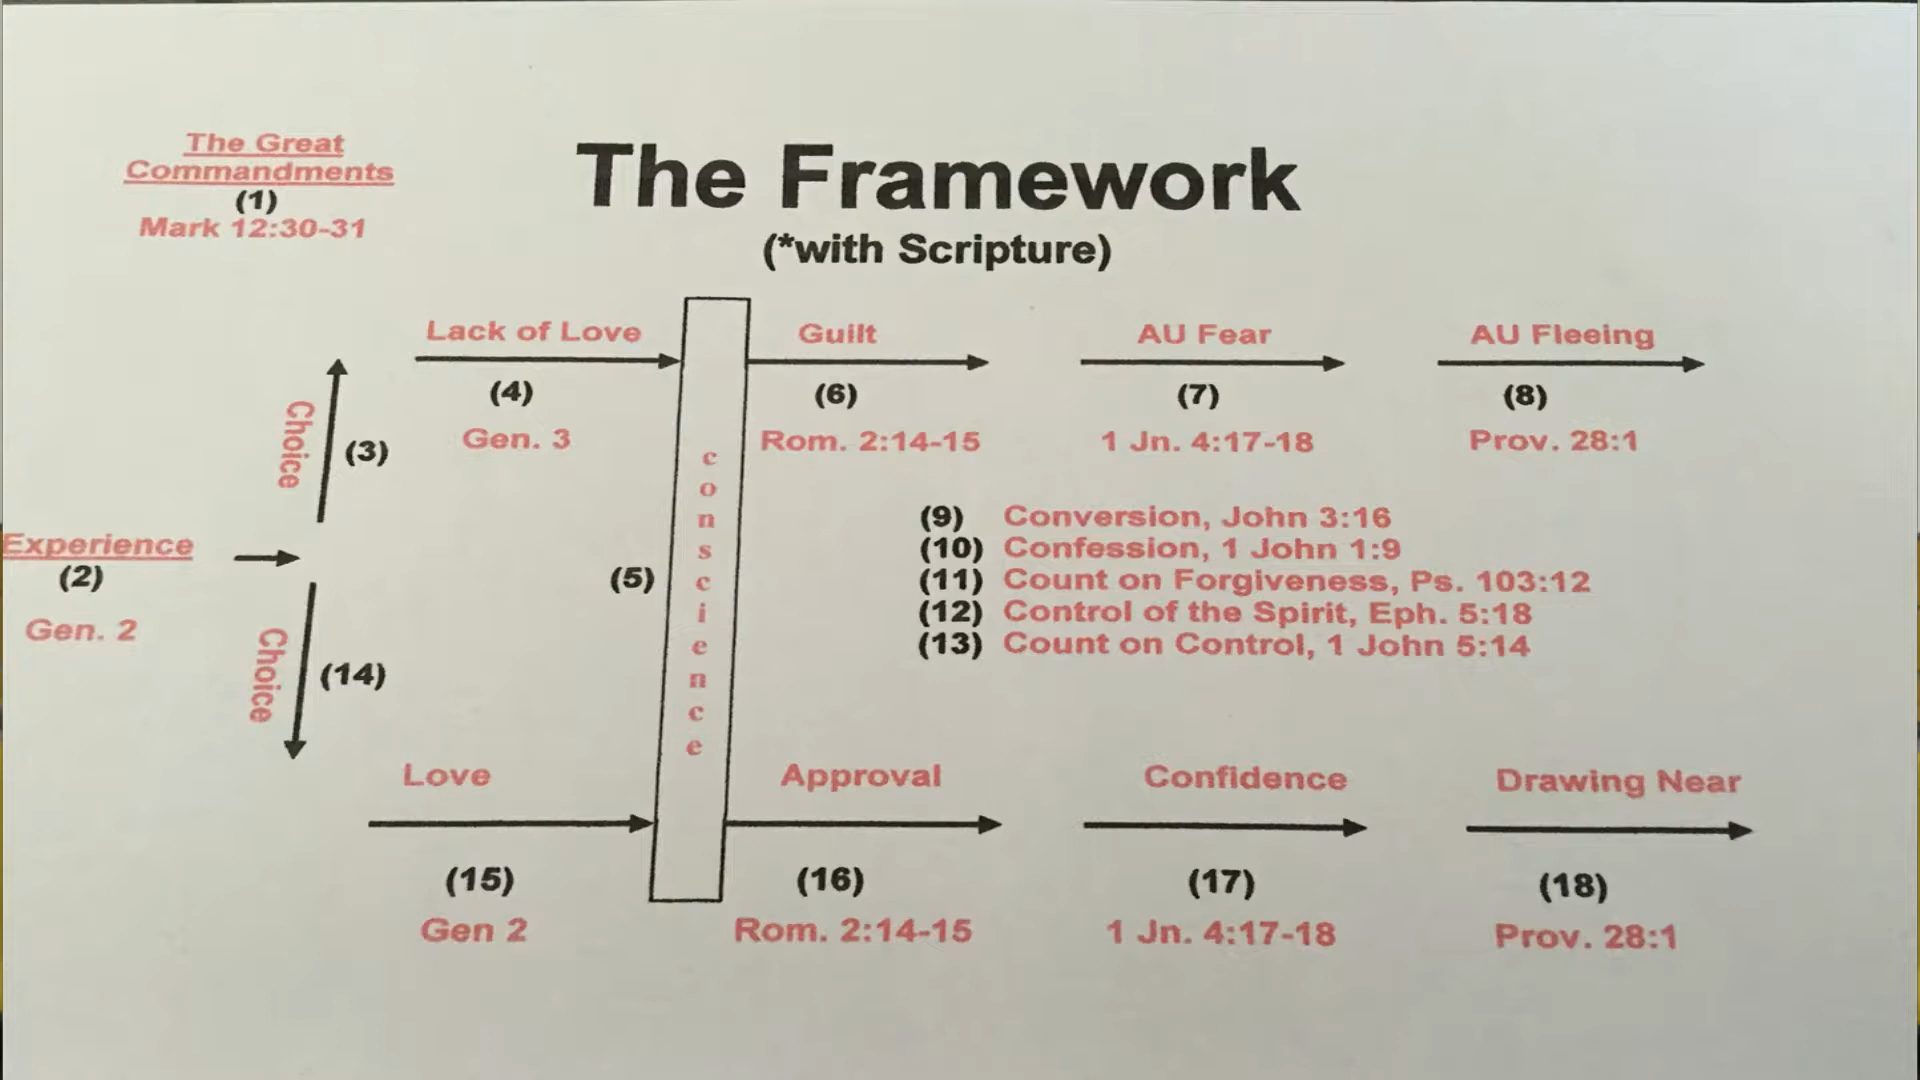 The Great
Commandments
(1)
Mark 12:30-31
The Framework
(*with Scripture)
Lack of Love
(4)
Gen. 3
Guilt
(6)
Rom. 2:14-15
AU Fear
(7)
1 Jn. 4:17-18
AU Fleeing
(8)
Prov. 28:1
Choice
(3)
Experience
(2)
Gen. 2
Choice
(14)
(5)
conscience
(9) Conversion, John 3:16
(10) Confession, 1 John 1:9
(11) Count on Forgiveness, Ps. 103:12
(12) Control of the Spirit, Eph. 5:18
(13) Count on Control, 1 John 5:14
Love
(15)
Gen 2
Approval
(16)
Rom. 2:14-15
Confidence
(17)
1 Jn. 4:17-18
Drawing Near
(18)
Prov. 28:1